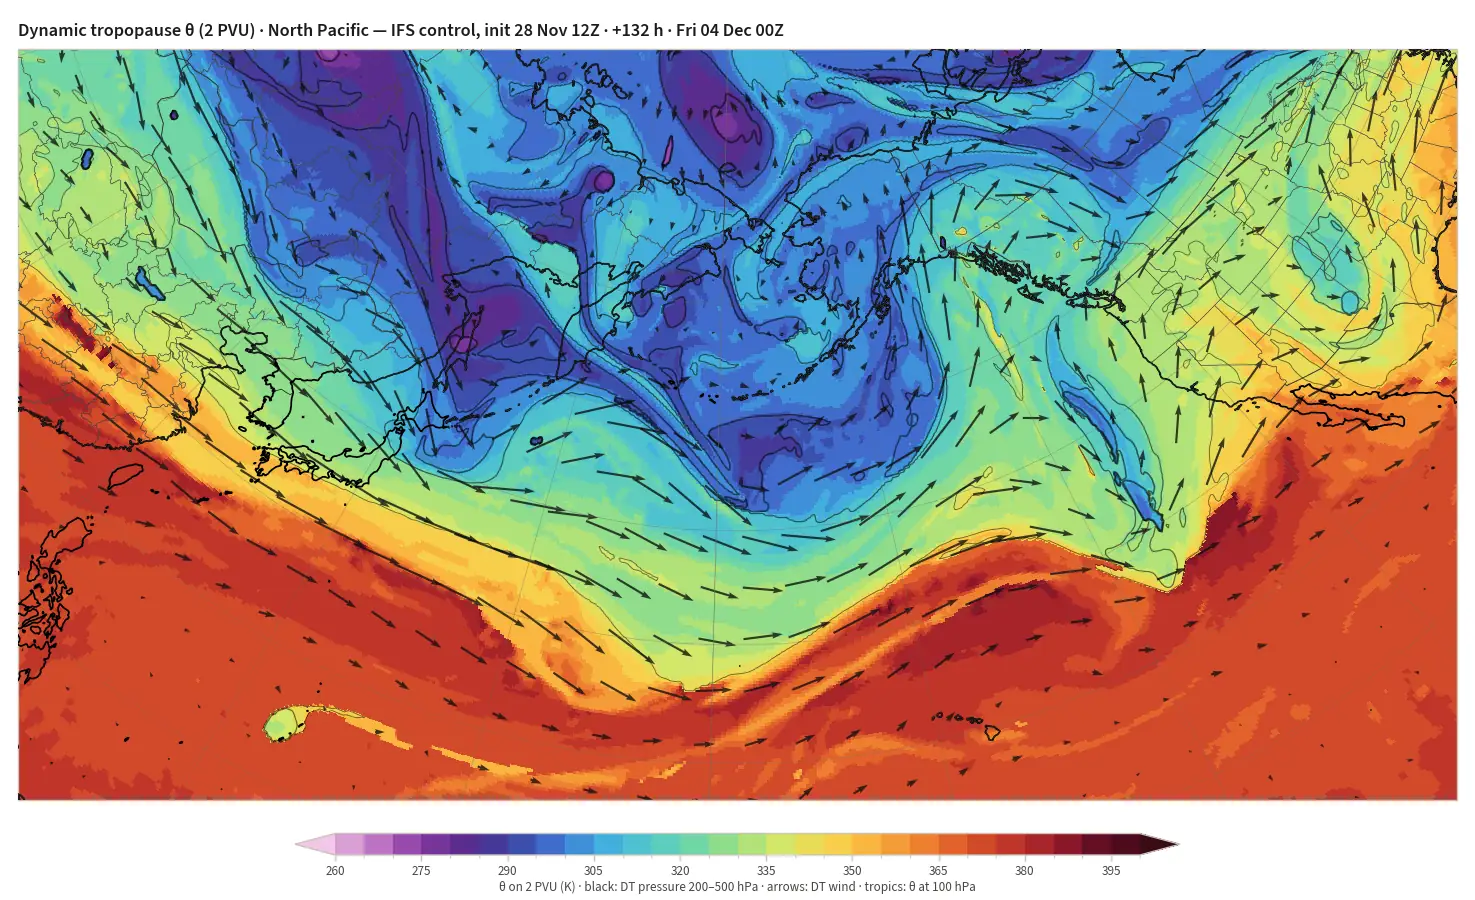 Dynamic tropopause θ (2 PVU) · North Pacific — IFS control, init 28 Nov 12Z · +132 h · Fri 04 Dec 00Z
260 275 290 305 320 335 350 365 380 395
θ on 2 PVU (K) · black: DT pressure 200–500 hPa · arrows: DT wind · tropics: θ at 100 hPa